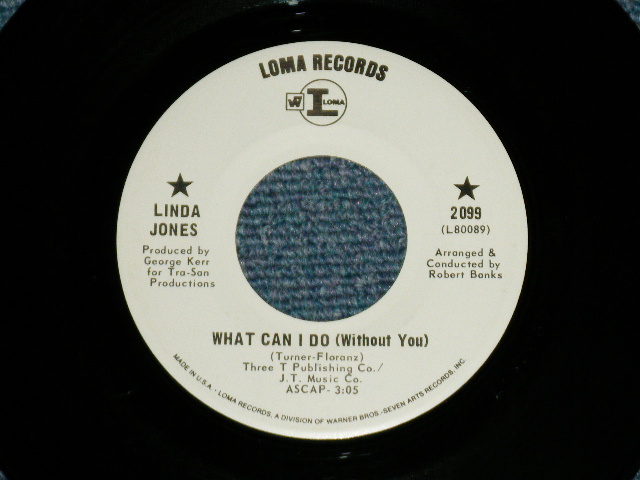 LOMA RECORDS
W7 L LOMA
LINDA JONES
Produced by
George Kerr
for Tra-San
Productions
2099
(L80089)
Arranged &
Conducted by
Robert Banks
WHAT CAN I DO (Without You)
(Turner-Floranz)
Three T Publishing Co./
J.T. Music Co.
ASCAP- 3:05
MADE IN U.S.A. - LOMA RECORDS, A DIVISION OF WARNER BROS.-SEVEN ARTS RECORDS, INC.